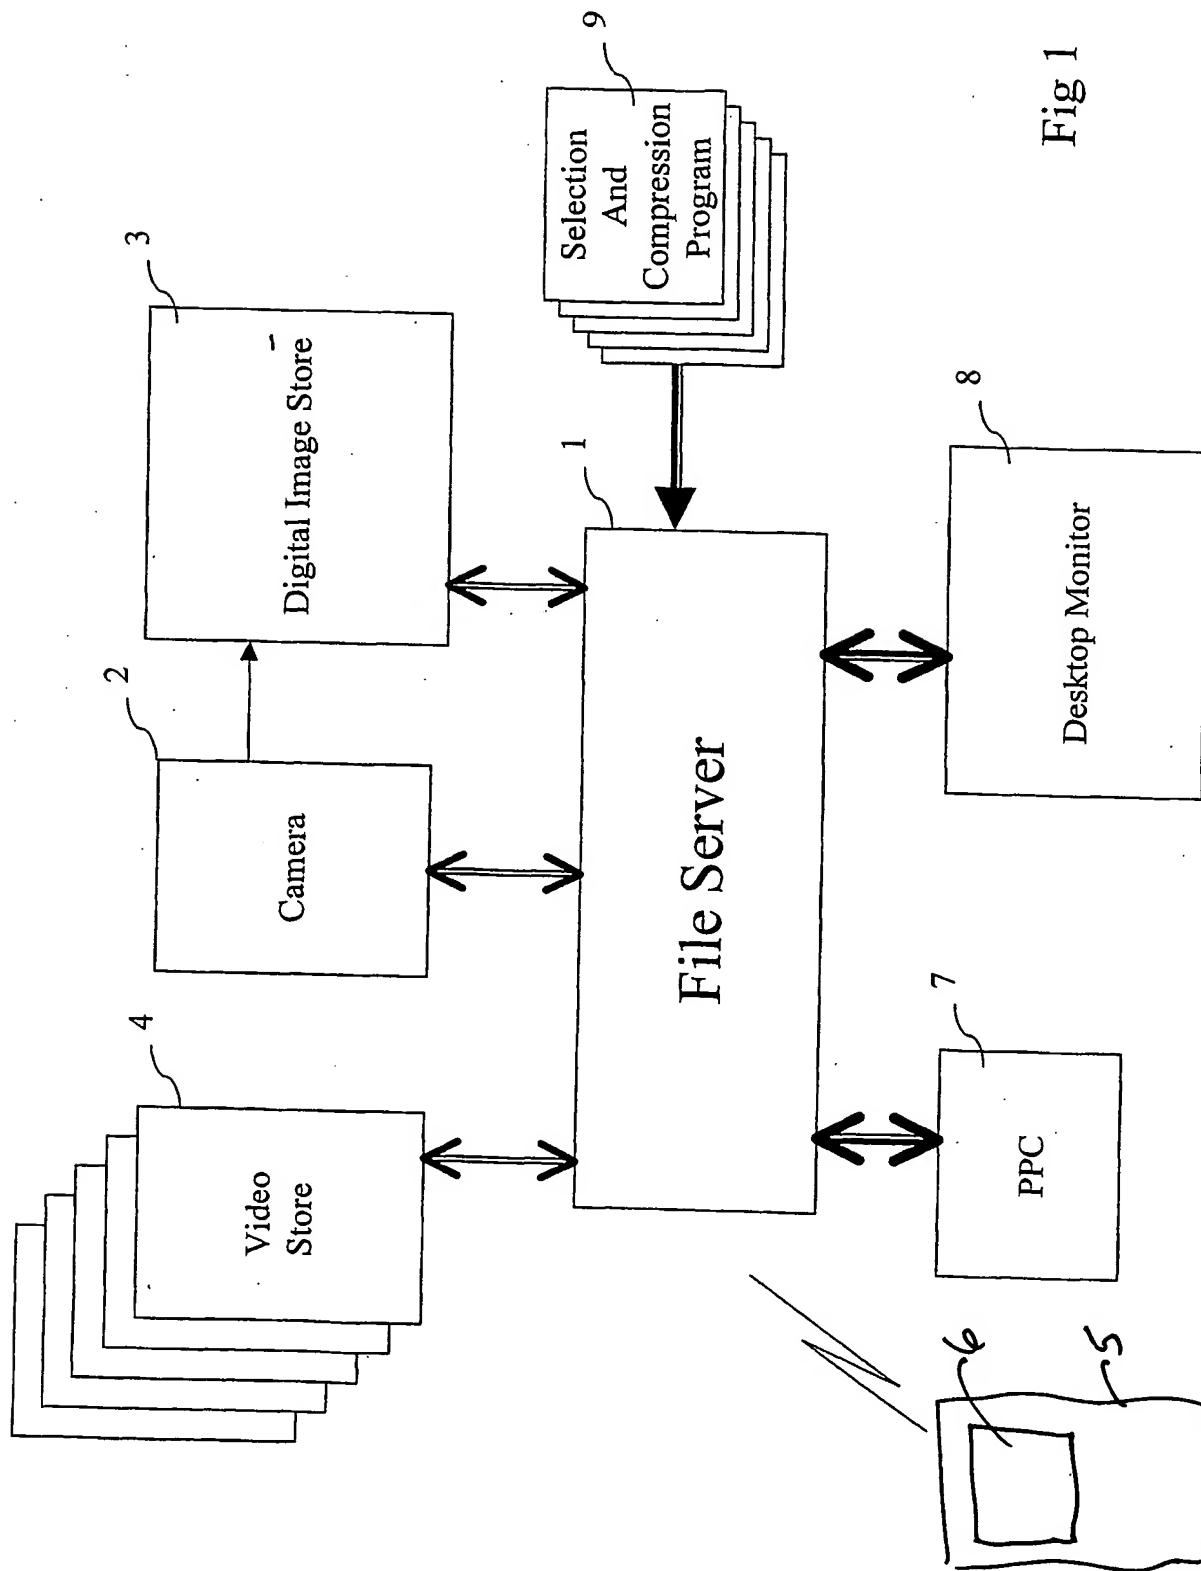 4
Video
Store
2
Camera
3
Digital Image Store
1
File Server
9
Selection
And
Compression
Program
6
5
7
PPC
8
Desktop Monitor
Fig 1